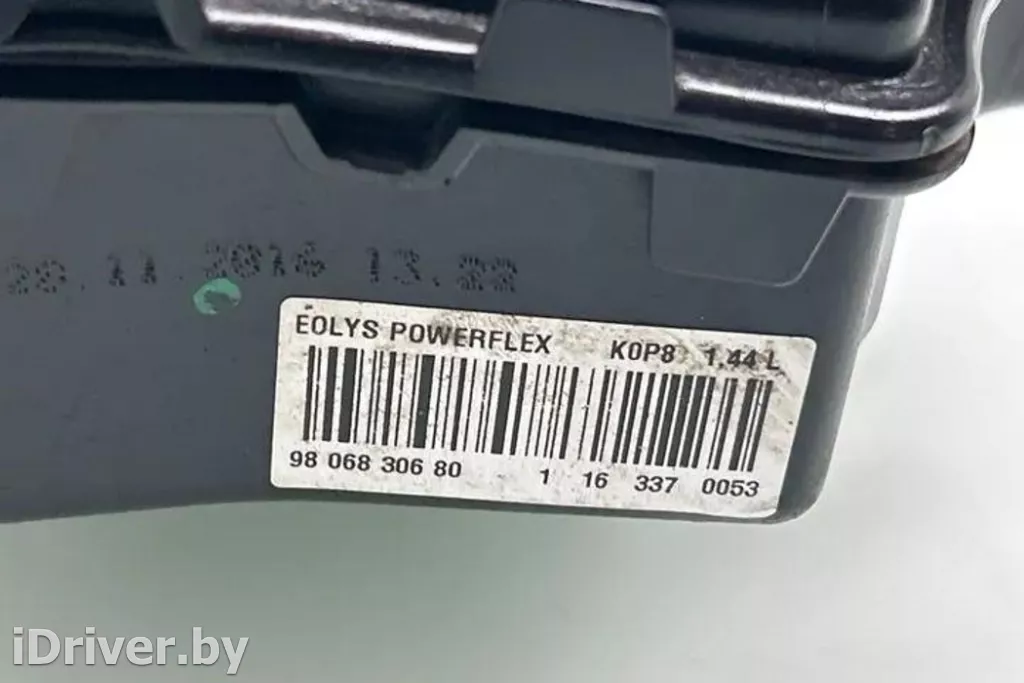 11.2016 13.22
EOLYS POWERFLEX K0P8 1,44 L
98 068 306 80 1 16 337 0053
iDriver.by